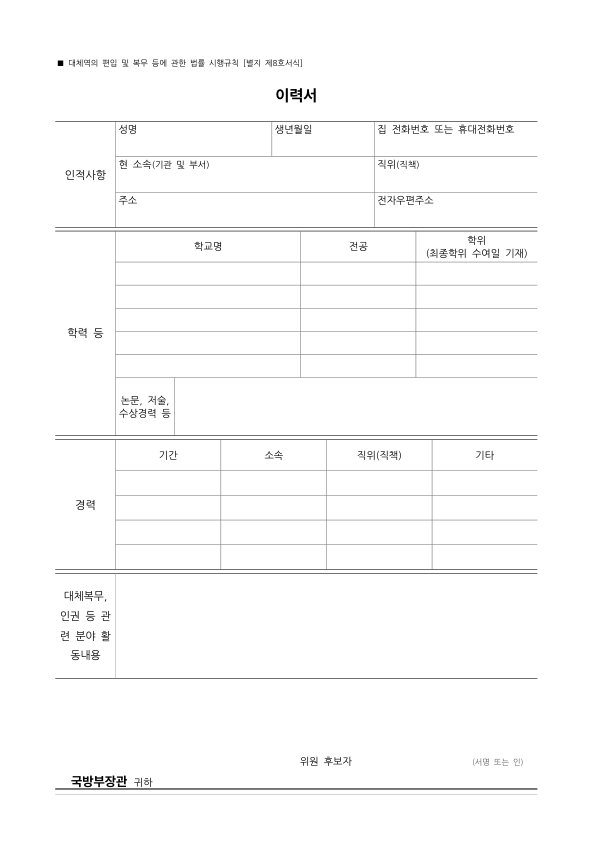 ■ 대체역의 편입 및 복무 등에 관한 법률 시행규칙 [별지 제8호서식]
이력서
인적사항
성명
생년월일
집 전화번호 또는 휴대전화번호
현 소속(기관 및 부서)
직위(직책)
주소
전자우편주소
학력 등
학교명
전공
학위
(최종학위 수여일 기재)
논문, 저술,
수상경력 등
경력
기간
소속
직위(직책)
기타
대체복무,
인권 등 관
련 분야 활
동내용
위원 후보자
(서명 또는 인)
국방부장관 귀하